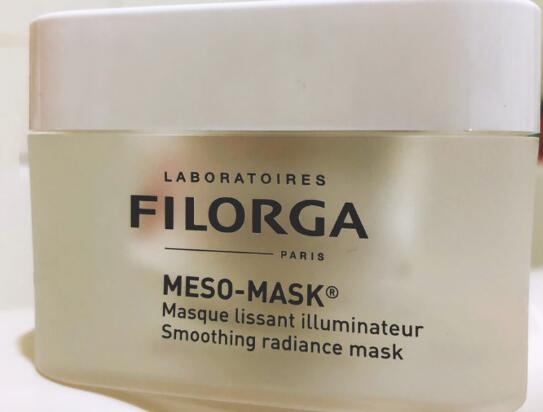 LABORATOIRES
FILORGA
PARIS
MESO-MASK®
Masque lissant illuminateur
Smoothing radiance mask